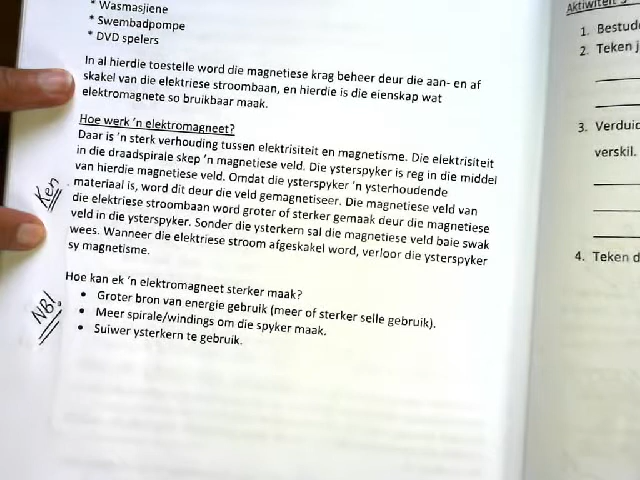 * Wasmasjiene
* Swembadpompe
* DVD spelers
In al hierdie toestelle word die magnetiese krag beheer deur die aan- en af
skakel van die elektriese stroombaan, en hierdie is die eienskap wat
elektromagnete so bruikbaar maak.
Hoe werk 'n elektromagneet?
Daar is 'n sterk verhouding tussen elektrisiteit en magnetisme. Die elektrisiteit
in die draadspirale skep 'n magnetiese veld. Die ysterspyker is reg in die middel
van hierdie magnetiese veld. Omdat die ysterspyker 'n ysterhoudende
materiaal is, word dit deur die veld gemagnetiseer. Die magnetiese veld van
die elektriese stroombaan word groter of sterker gemaak deur die magnetiese
veld in die ysterspyker. Sonder die ysterkern sal die magnetiese veld baie swak
wees. Wanneer die elektriese stroom afgeskakel word, verloor die ysterspyker
sy magnetisme.
Ken
Hoe kan ek 'n elektromagneet sterker maak?
• Groter bron van energie gebruik (meer of sterker selle gebruik).
• Meer spirale/windings om die spyker maak.
• Suiwer ysterkern te gebruik.
NB!.
Aktiwiteit
1. Bestud
2. Teken j
3. Verduid
verskil.
4. Teken d